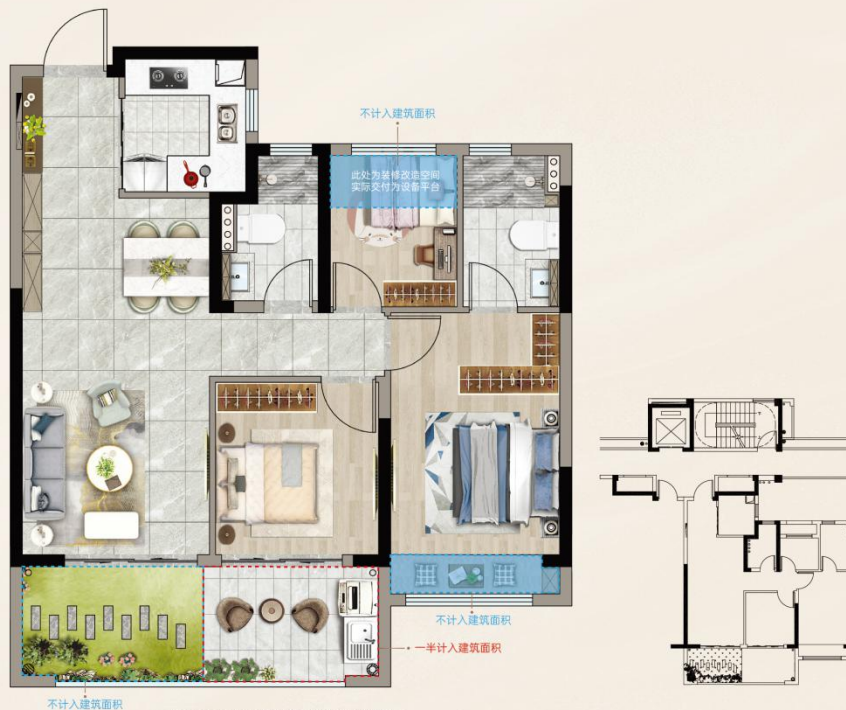 不计入建筑面积
此处为装修改造空间
实际交付为设备平台
不计入建筑面积
一半计入建筑面积
不计入建筑面积